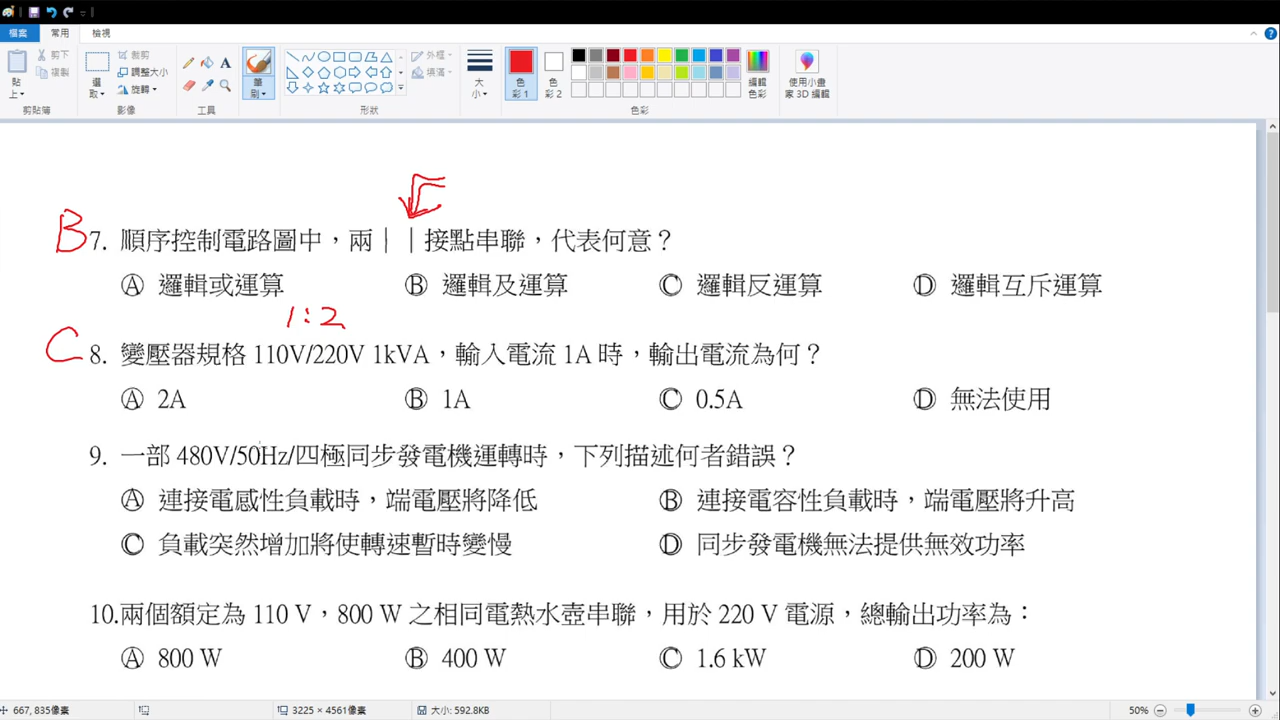 檔案 常用 檢視
貼上 剪下 複製 剪貼簿
選取 裁剪 調整大小 旋轉 影像
A 工具
筆刷
外框 填滿 形狀
大小
色彩 1 色彩 2 編輯色彩 色彩
使用小畫家 3D 編輯
B 7. 順序控制電路圖中，兩| |接點串聯，代表何意？
Ⓐ 邏輯或運算 Ⓑ 邏輯及運算 Ⓒ 邏輯反運算 Ⓓ 邏輯互斥運算
1:2
C 8. 變壓器規格 110V/220V 1kVA，輸入電流 1A 時，輸出電流為何？
Ⓐ 2A Ⓑ 1A Ⓒ 0.5A Ⓓ 無法使用
9. 一部 480V/50Hz/四極同步發電機運轉時，下列描述何者錯誤？
Ⓐ 連接電感性負載時，端電壓將降低 Ⓑ 連接電容性負載時，端電壓將升高
Ⓒ 負載突然增加將使轉速暫時變慢 Ⓓ 同步發電機無法提供無效功率
10.兩個額定為 110 V，800 W 之相同電熱水壺串聯，用於 220 V 電源，總輸出功率為：
Ⓐ 800 W Ⓑ 400 W Ⓒ 1.6 kW Ⓓ 200 W
667, 835像素 3225 × 4561像素 大小: 592.8KB 50%